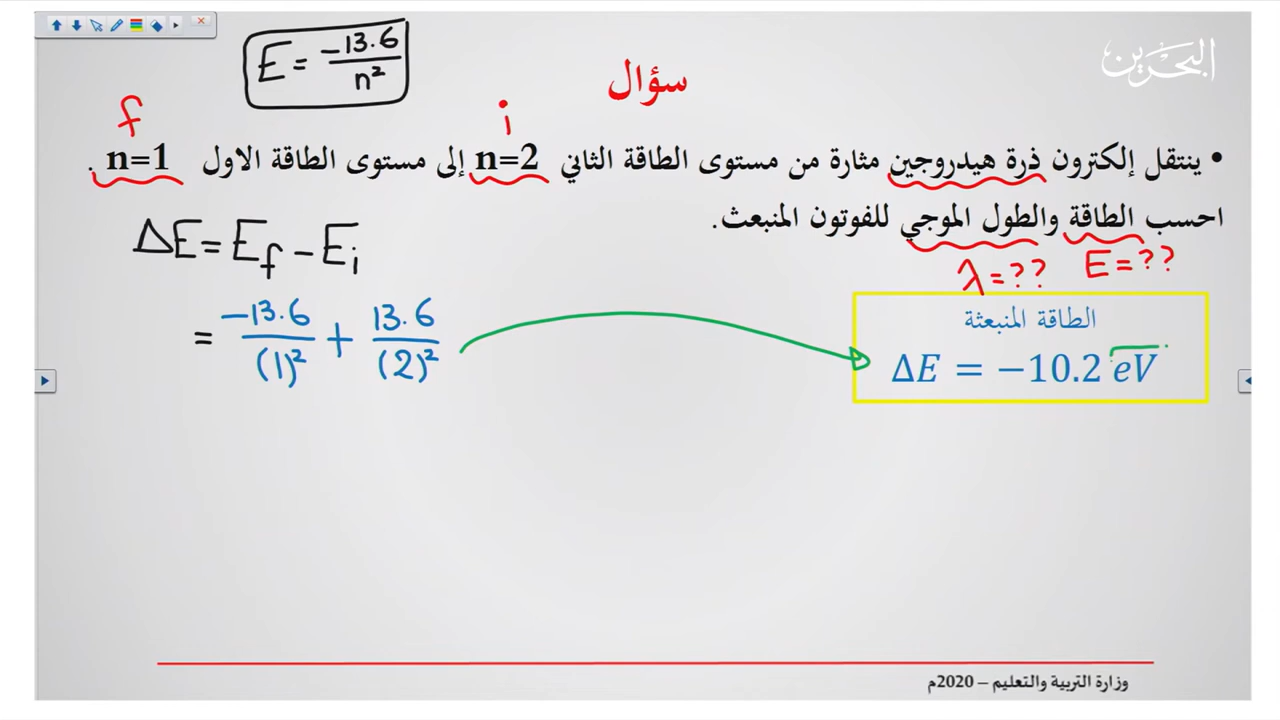 البحرين
E = -13.6 / n²
سؤال
f
i
• ينتقل إلكترون ذرة هيدروجين مثارة من مستوى الطاقة الثاني n=2 إلى مستوى الطاقة الاول n=1 .
احسب الطاقة والطول الموجي للفوتون المنبعث.
E = ??
λ = ??
ΔE = Ef - Ei
= -13.6 / (1)² + 13.6 / (2)²
الطاقة المنبعثة
ΔE = −10.2 eV
وزارة التربية والتعليم – 2020م